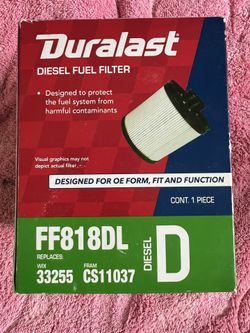 Duralast
DIESEL FUEL FILTER
• Designed to protect
the fuel system from
harmful contaminants
Visual graphics may not
depict actual filter.
DESIGNED FOR OE FORM, FIT AND FUNCTION
CONT. 1 PIECE
FF818DL
REPLACES:
WIX
33255
FRAM
CS11037
DIESEL
D